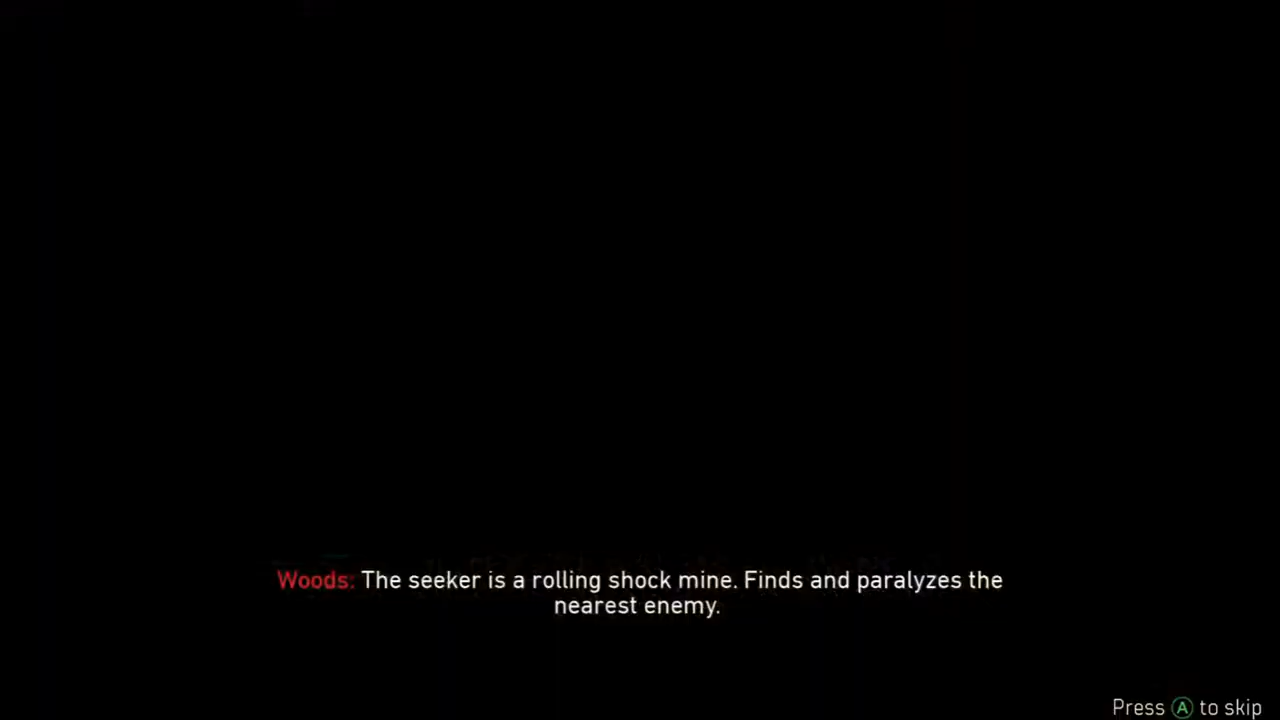 Woods: The seeker is a rolling shock mine. Finds and paralyzes the
nearest enemy.
Press A to skip